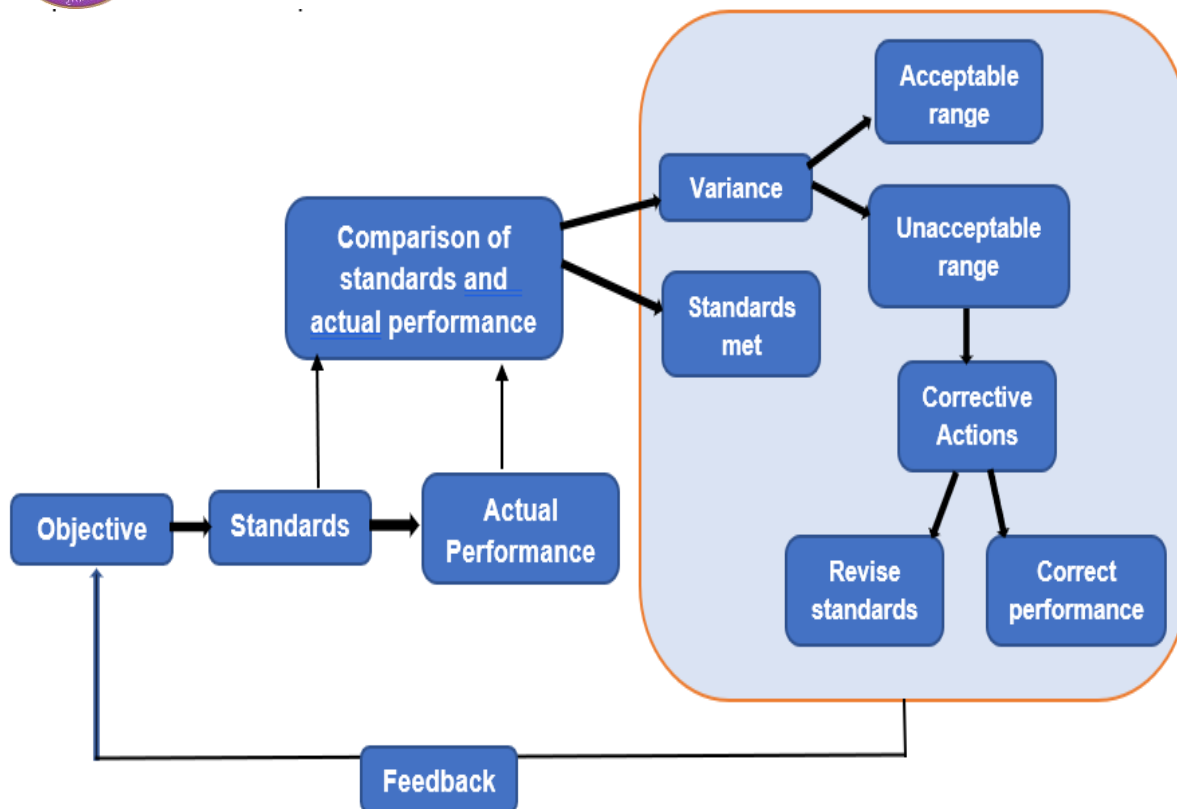 Acceptable
range
Variance
Unacceptable
range
Comparison of
standards and
actual performance
Standards
met
Corrective
Actions
Objective
Standards
Actual
Performance
Revise
standards
Correct
performance
Feedback